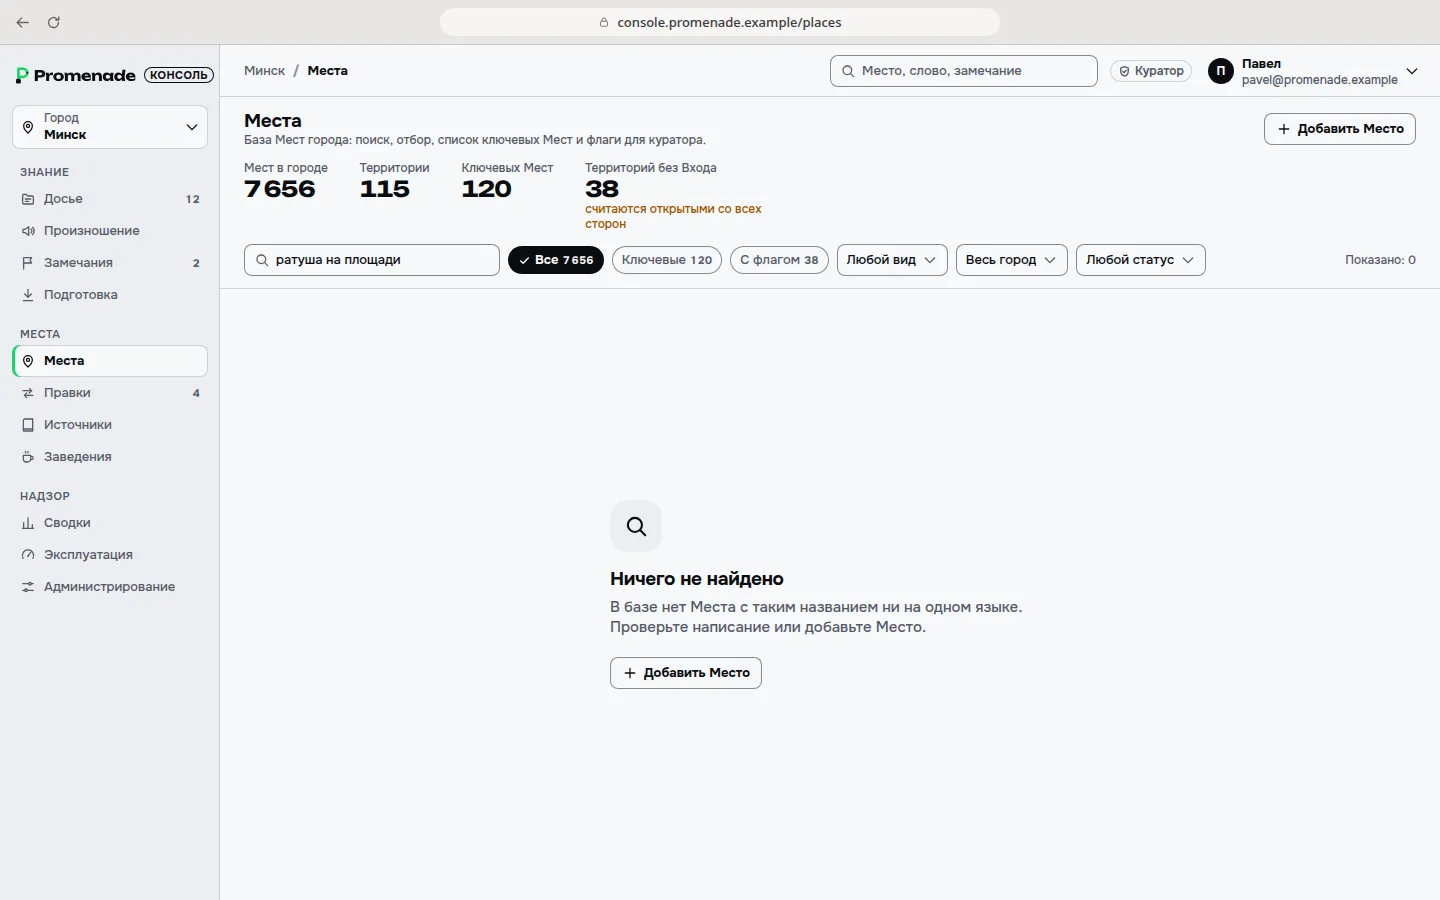 console.promenade.example/places
Promenade КОНСОЛЬ
Город
Минск
ЗНАНИЕ
Досье 12
Произношение
Замечания 2
Подготовка
МЕСТА
Места
Правки 4
Источники
Заведения
НАДЗОР
Сводки
Эксплуатация
Администрирование
Минск / Места
Место, слово, замечание
Куратор
П
Павел
pavel@promenade.example
Места
База Мест города: поиск, отбор, список ключевых Мест и флаги для куратора.
Добавить Место
Мест в городе
7 656
Территории
115
Ключевых Мест
120
Территорий без Входа
38
считаются открытыми со всех
сторон
ратуша на площади
Все 7 656
Ключевые 120
С флагом 38
Любой вид
Весь город
Любой статус
Показано: 0
Ничего не найдено
В базе нет Места с таким названием ни на одном языке.
Проверьте написание или добавьте Место.
Добавить Место